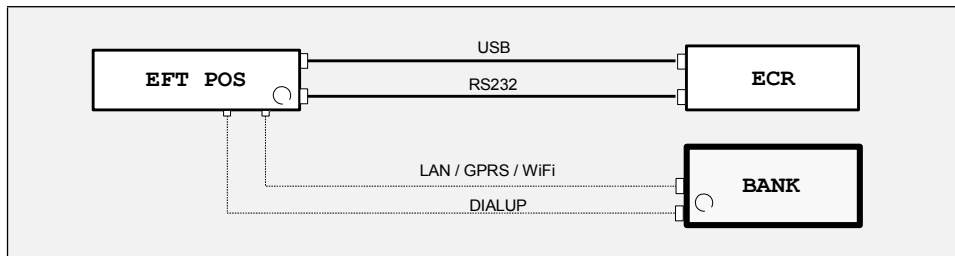 USB
EFT POS
ECR
RS232
LAN / GPRS / WiFi
BANK
DIALUP